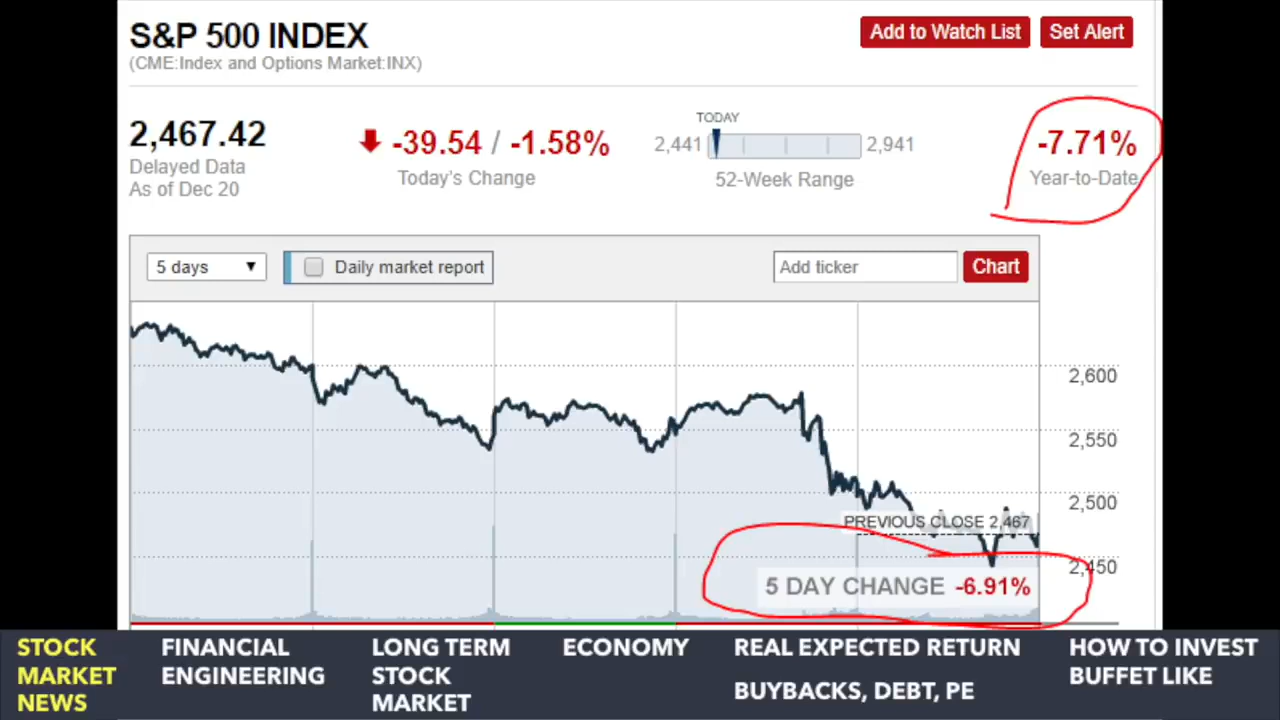 S&P 500 INDEX
Add to Watch List
Set Alert
(CME:Index and Options Market:INX)
2,467.42
Delayed Data
As of Dec 20
-39.54 / -1.58%
Today's Change
TODAY
2,441
2,941
52-Week Range
-7.71%
Year-to-Date
5 days
Daily market report
Add ticker
Chart
2,600
2,550
2,500
PREVIOUS CLOSE 2,467
2,450
5 DAY CHANGE -6.91%
STOCK
MARKET
NEWS
FINANCIAL
ENGINEERING
LONG TERM
STOCK
MARKET
ECONOMY
REAL EXPECTED RETURN
BUYBACKS, DEBT, PE
HOW TO INVEST
BUFFET LIKE